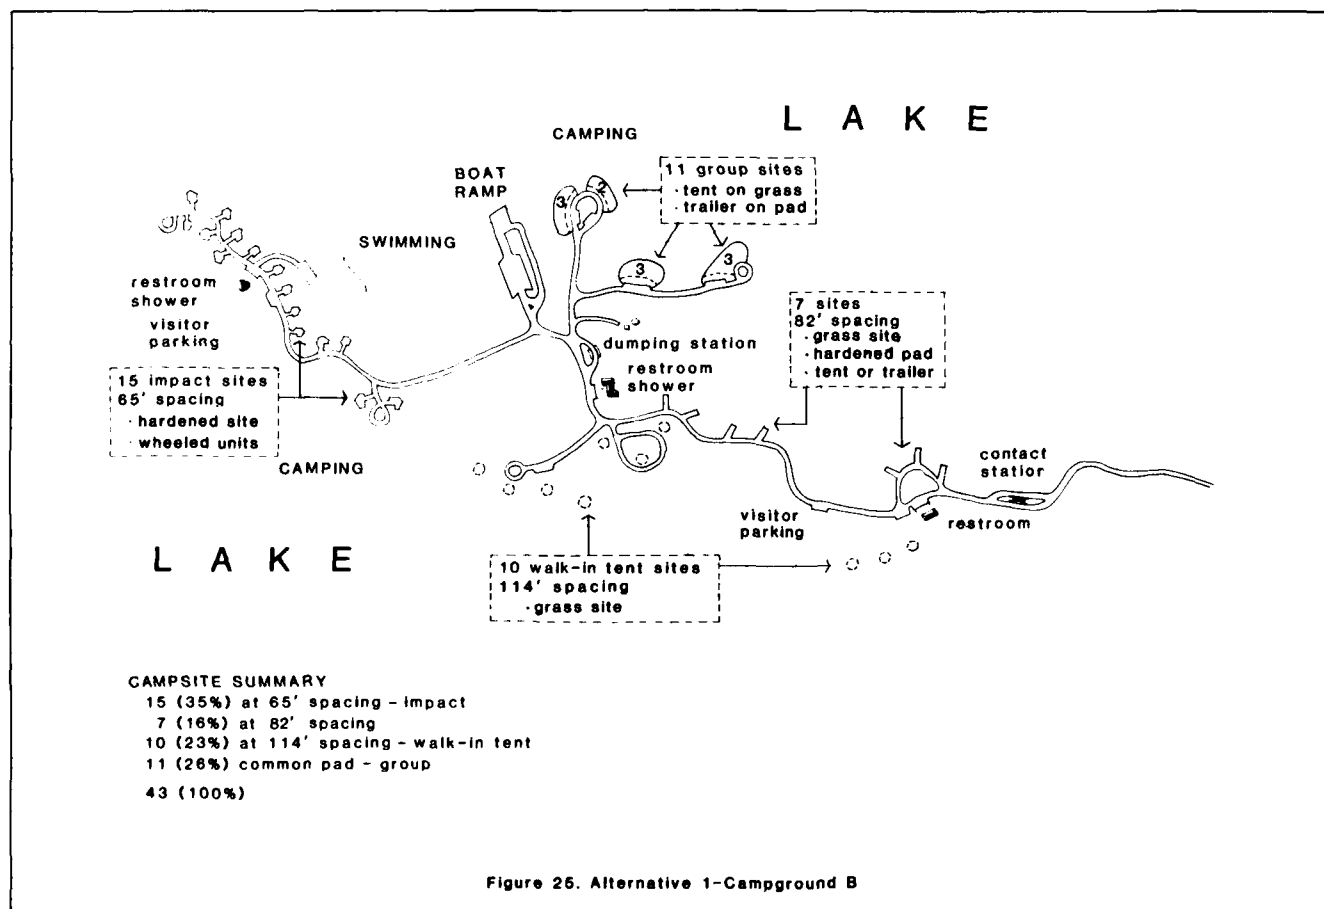 L A K E
CAMPING
BOAT
RAMP
11 group sites
· tent on grass
· trailer on pad
3
2
3
3
SWIMMING
restroom
shower
visitor
parking
7 sites
82' spacing
· grass site
· hardened pad
· tent or trailer
dumping station
restroom
shower
15 impact sites
65' spacing
· hardened site
· wheeled units
CAMPING
contact
station
visitor
parking
restroom
L A K E
10 walk-in tent sites
114' spacing
· grass site
CAMPSITE SUMMARY
15 (35%) at 65' spacing - impact
7 (16%) at 82' spacing
10 (23%) at 114' spacing - walk-in tent
11 (26%) common pad - group
43 (100%)
Figure 25. Alternative 1-Campground B